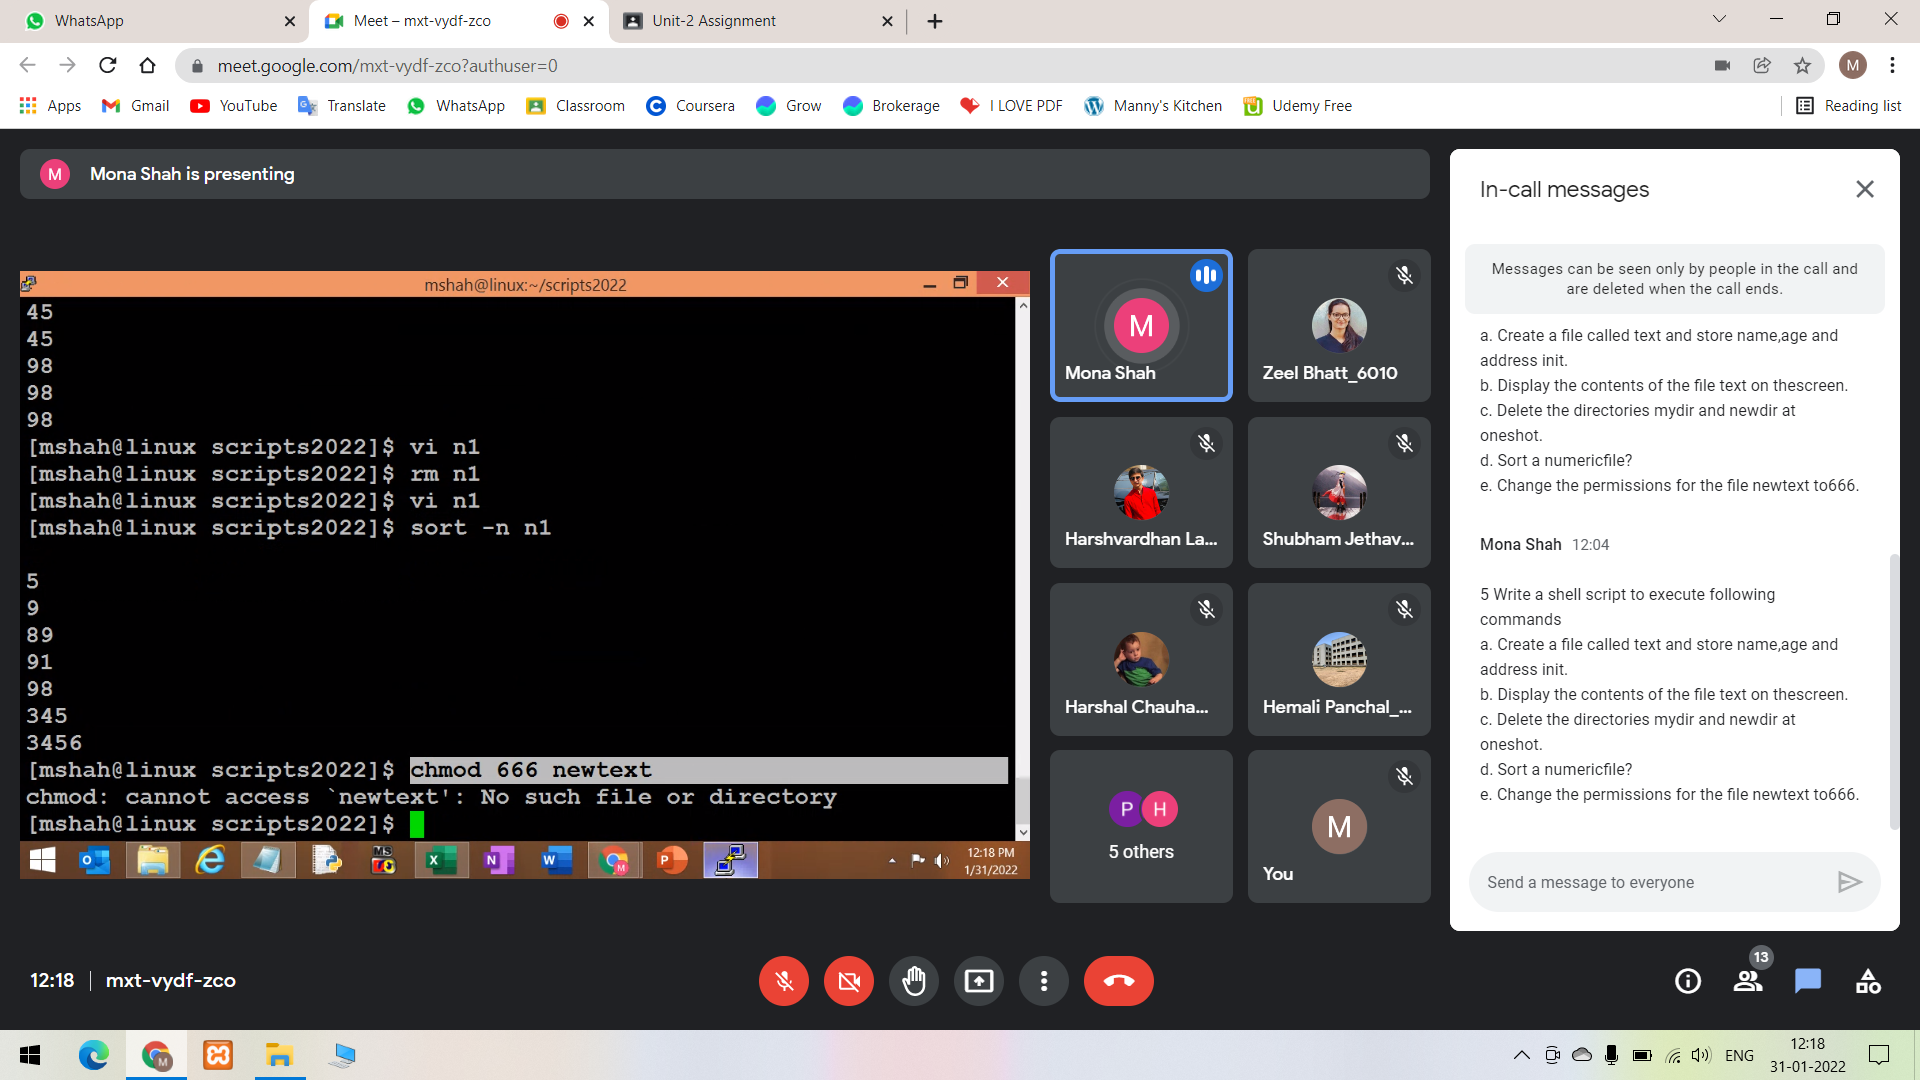 WhatsApp
Meet – mxt-vydf-zco
Unit-2 Assignment
meet.google.com/mxt-vydf-zco?authuser=0
M
Apps
Gmail
YouTube
Translate
WhatsApp
Classroom
Coursera
Grow
Brokerage
I LOVE PDF
Manny's Kitchen
Udemy Free
Reading list
M
Mona Shah is presenting
mshah@linux:~/scripts2022
45
45
98
98
98
[mshah@linux scripts2022]$ vi n1
[mshah@linux scripts2022]$ rm n1
[mshah@linux scripts2022]$ vi n1
[mshah@linux scripts2022]$ sort -n n1
5
9
89
91
98
345
3456
[mshah@linux scripts2022]$ chmod 666 newtext
chmod: cannot access `newtext': No such file or directory
[mshah@linux scripts2022]$
12:18 PM
1/31/2022
M
Mona Shah
Zeel Bhatt_6010
Harshvardhan La...
Shubham Jethav...
Harshal Chauha...
Hemali Panchal_...
P
H
5 others
M
You
In-call messages
Messages can be seen only by people in the call and
are deleted when the call ends.
a. Create a file called text and store name,age and
address init.
b. Display the contents of the file text on thescreen.
c. Delete the directories mydir and newdir at
oneshot.
d. Sort a numericfile?
e. Change the permissions for the file newtext to666.
Mona Shah 12:04
5 Write a shell script to execute following
commands
a. Create a file called text and store name,age and
address init.
b. Display the contents of the file text on thescreen.
c. Delete the directories mydir and newdir at
oneshot.
d. Sort a numericfile?
e. Change the permissions for the file newtext to666.
Send a message to everyone
12:18
mxt-vydf-zco
13
ENG
12:18
31-01-2022